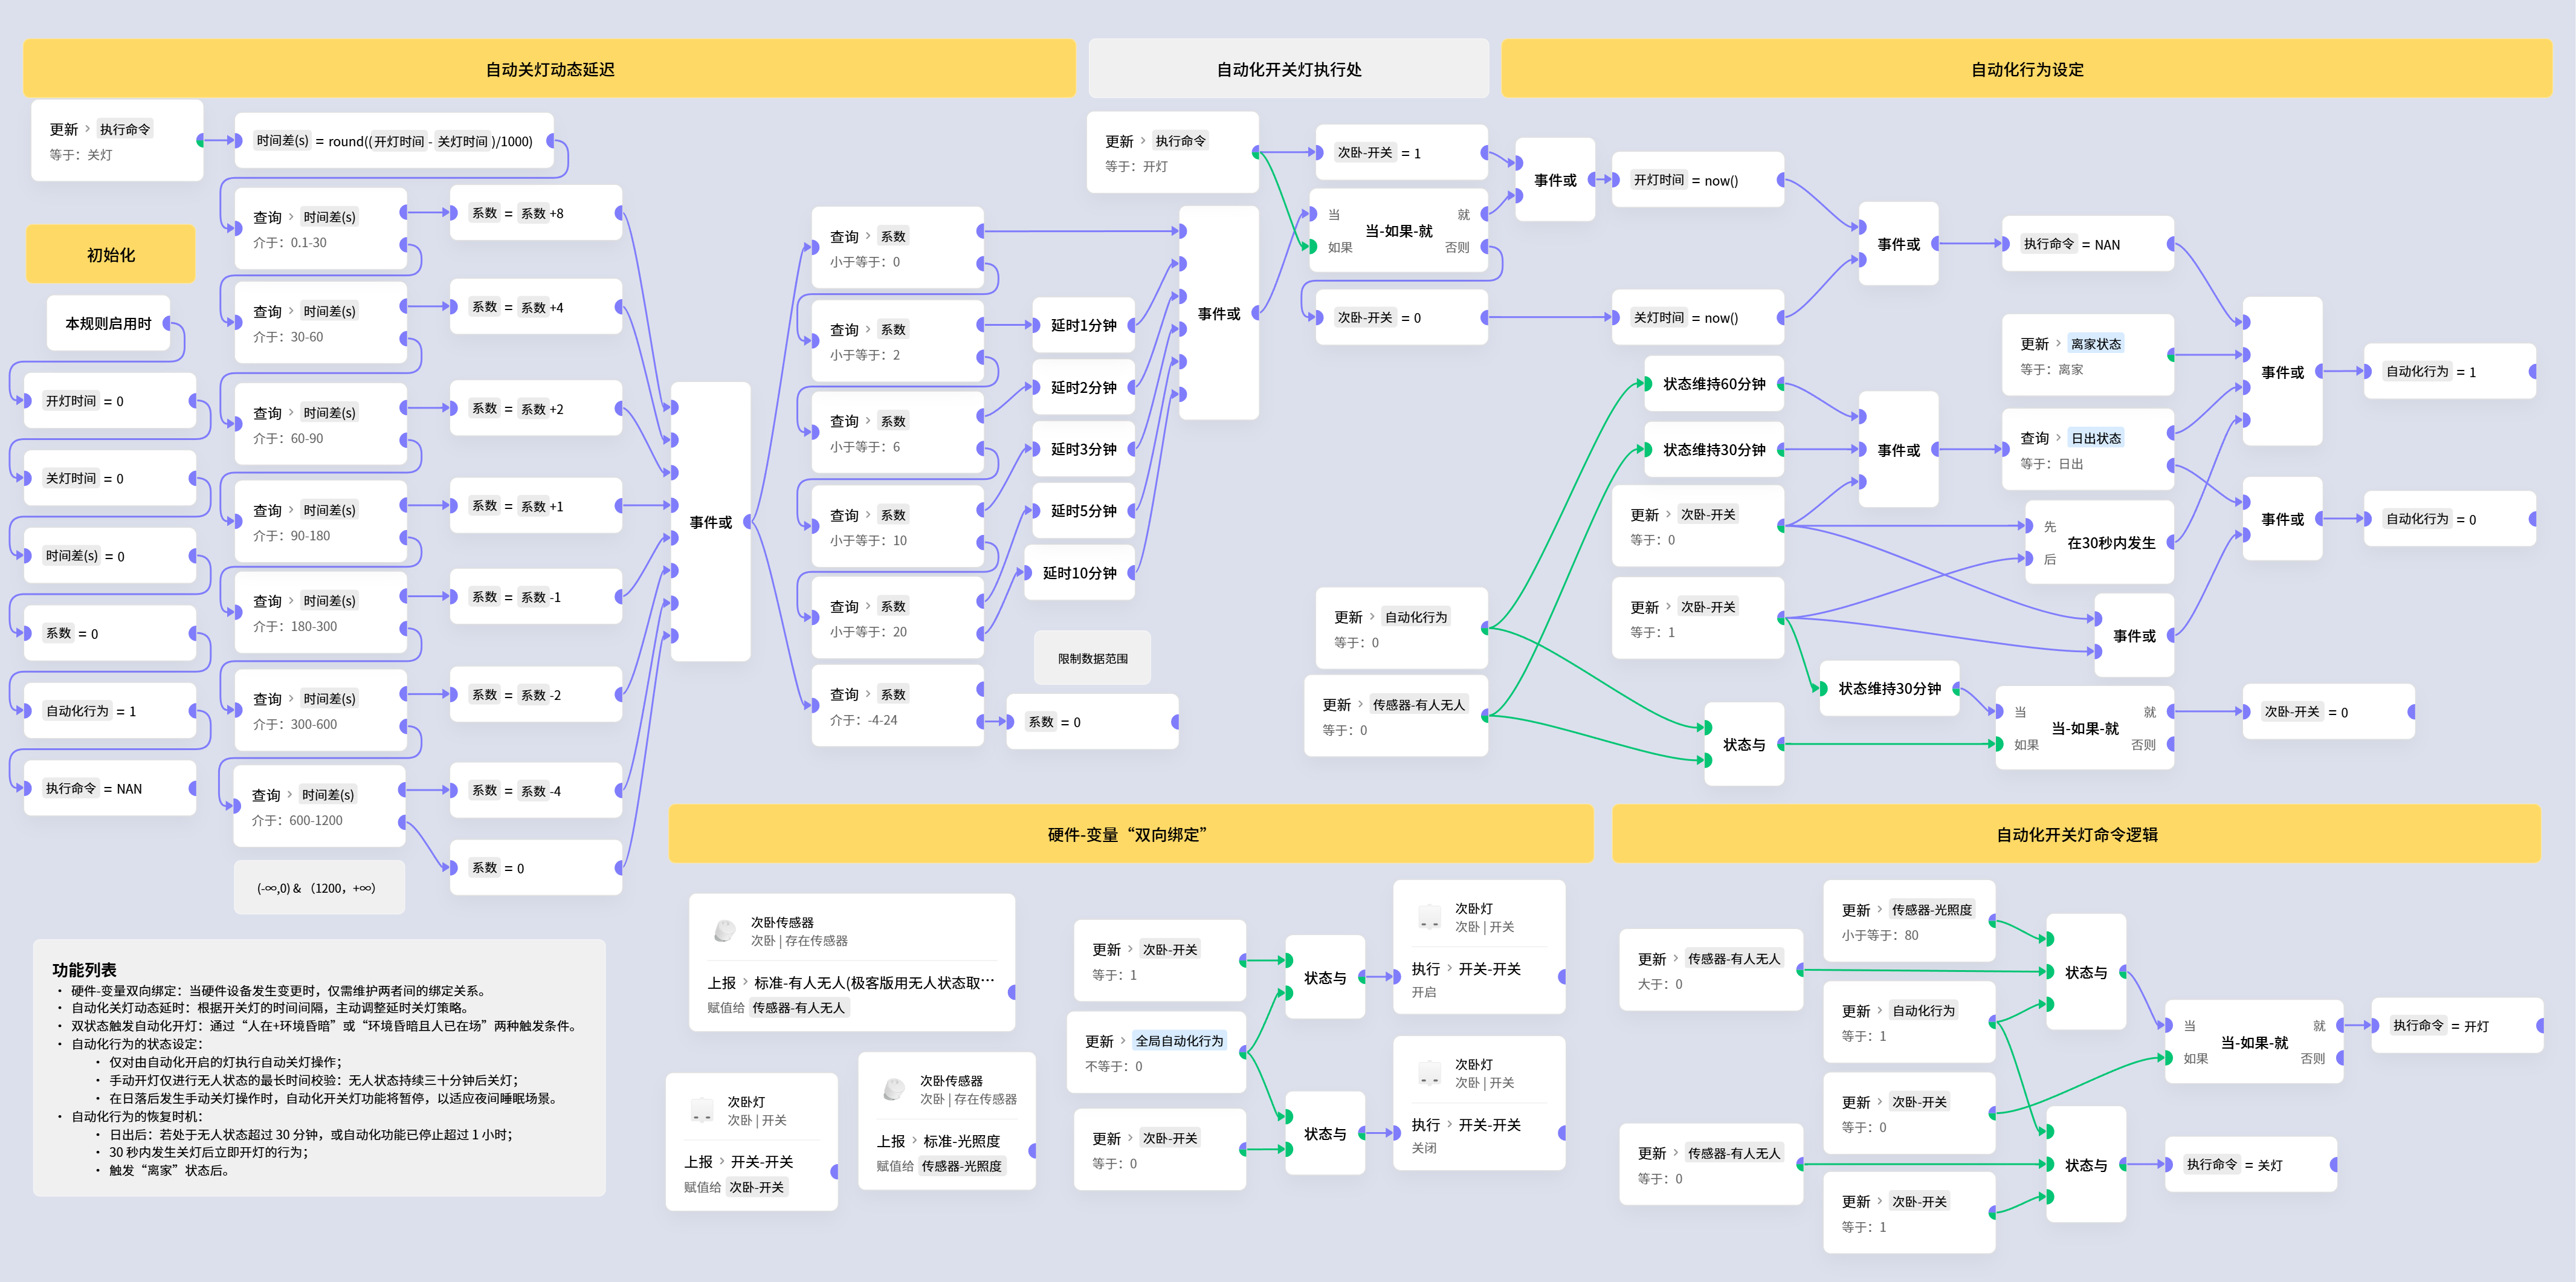 自动关灯动态延迟
更新 > 执行命令
等于：关灯
时间差(s) = round((开灯时间 - 关灯时间)/1000)
查询 > 时间差(s)
介于：0.1-30
系数 = 系数 +8
查询 > 时间差(s)
介于：30-60
系数 = 系数 +4
查询 > 时间差(s)
介于：60-90
系数 = 系数 +2
查询 > 时间差(s)
介于：90-180
系数 = 系数 +1
查询 > 时间差(s)
介于：180-300
系数 = 系数 -1
查询 > 时间差(s)
介于：300-600
系数 = 系数 -2
查询 > 时间差(s)
介于：600-1200
系数 = 系数 -4
系数 = 0
(-∞,0) & （1200，+∞）
事件或
初始化
本规则启用时
开灯时间 = 0
关灯时间 = 0
时间差(s) = 0
系数 = 0
自动化行为 = 1
执行命令 = NAN
查询 > 系数
小于等于：0
查询 > 系数
小于等于：2
查询 > 系数
小于等于：6
查询 > 系数
小于等于：10
查询 > 系数
小于等于：20
查询 > 系数
介于：-4-24
延时1分钟
延时2分钟
延时3分钟
延时5分钟
延时10分钟
限制数据范围
系数 = 0
事件或
自动化开关灯执行处
更新 > 执行命令
等于：开灯
次卧-开关 = 1
当
就
当-如果-就
如果
否则
次卧-开关 = 0
自动化行为设定
事件或
开灯时间 = now()
关灯时间 = now()
事件或
执行命令 = NAN
状态维持60分钟
状态维持30分钟
更新 > 次卧-开关
等于：0
更新 > 次卧-开关
等于：1
更新 > 自动化行为
等于：0
更新 > 传感器-有人无人
等于：0
事件或
更新 > 离家状态
等于：离家
查询 > 日出状态
等于：日出
先
在30秒内发生
后
事件或
事件或
自动化行为 = 1
事件或
自动化行为 = 0
状态维持30分钟
状态与
当
就
当-如果-就
如果
否则
次卧-开关 = 0
硬件-变量“双向绑定”
次卧传感器
次卧 | 存在传感器
上报 > 标准-有人无人(极客版用无人状态取…
赋值给 传感器-有人无人
次卧灯
次卧 | 开关
上报 > 开关-开关
赋值给 次卧-开关
次卧传感器
次卧 | 存在传感器
上报 > 标准-光照度
赋值给 传感器-光照度
更新 > 次卧-开关
等于：1
更新 > 全局自动化行为
不等于：0
更新 > 次卧-开关
等于：0
状态与
状态与
次卧灯
次卧 | 开关
执行 > 开关-开关
开启
次卧灯
次卧 | 开关
执行 > 开关-开关
关闭
自动化开关灯命令逻辑
更新 > 传感器-光照度
小于等于：80
更新 > 传感器-有人无人
大于：0
更新 > 自动化行为
等于：1
更新 > 次卧-开关
等于：0
更新 > 传感器-有人无人
等于：0
更新 > 次卧-开关
等于：1
状态与
状态与
当
就
当-如果-就
如果
否则
执行命令 = 开灯
执行命令 = 关灯
功能列表
• 硬件-变量双向绑定：当硬件设备发生变更时，仅需维护两者间的绑定关系。
• 自动化关灯动态延时：根据开关灯的时间间隔，主动调整延时关灯策略。
• 双状态触发自动化开灯：通过“人在+环境昏暗”或“环境昏暗且人已在场”两种触发条件。
• 自动化行为的状态设定：
• 仅对由自动化开启的灯执行自动关灯操作；
• 手动开灯仅进行无人状态的最长时间校验：无人状态持续三十分钟后关灯；
• 在日落后发生手动关灯操作时，自动化开关灯功能将暂停，以适应夜间睡眠场景。
• 自动化行为的恢复时机：
• 日出后：若处于无人状态超过 30 分钟，或自动化功能已停止超过 1 小时；
• 30 秒内发生关灯后立即开灯的行为；
• 触发“离家”状态后。